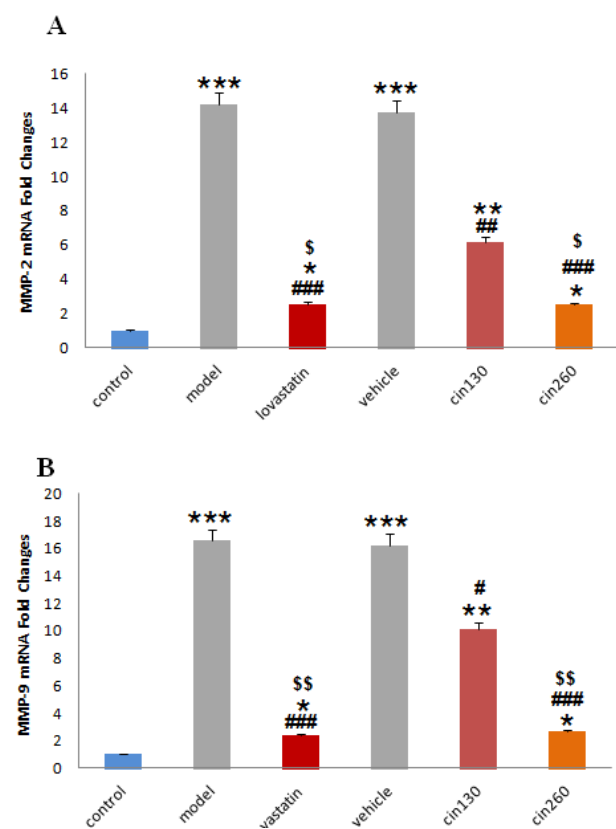 A
MMP-2 mRNA Fold Changes
16
14
12
10
8
6
4
2
0
***
***
**
##
$
*
###
$
###
*
control
model
lovastatin
vehicle
cin130
cin260
B
MMP-9 mRNA Fold Changes
20
18
16
14
12
10
8
6
4
2
0
***
***
#
**
$$
*
###
$$
###
*
control
model
vastatin
vehicle
cin130
cin260